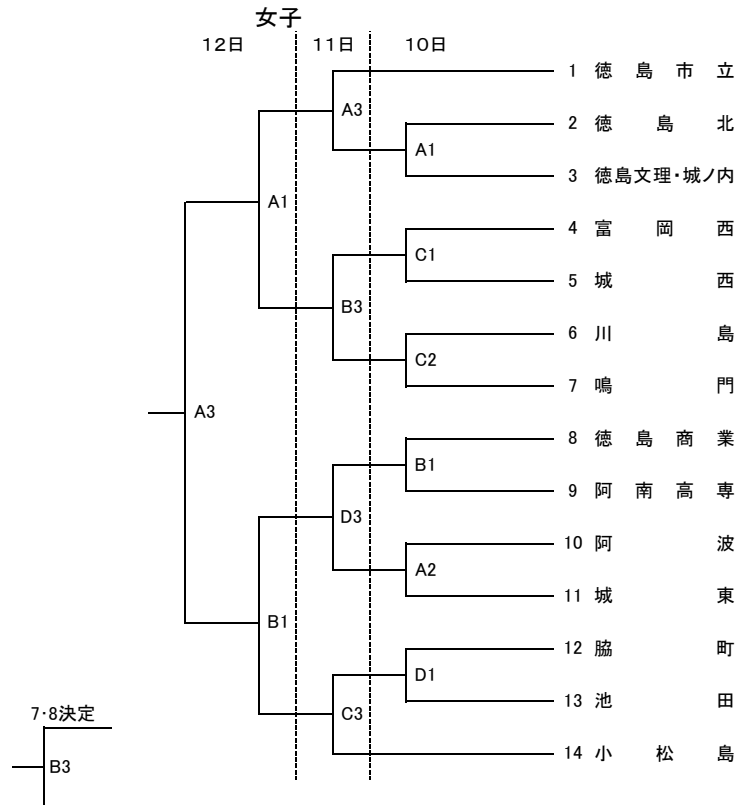 女子
12日 11日 10日
1 徳島市立
A3
2 徳島北
A1
3 徳島文理・城ノ内
A1
4 富岡西
C1
5 城西
B3
6 川島
C2
7 鳴門
A3
8 徳島商業
B1
9 阿南高専
D3
10 阿波
A2
11 城東
B1
12 脇町
D1
13 池田
7・8決定
C3
14 小松島
B3